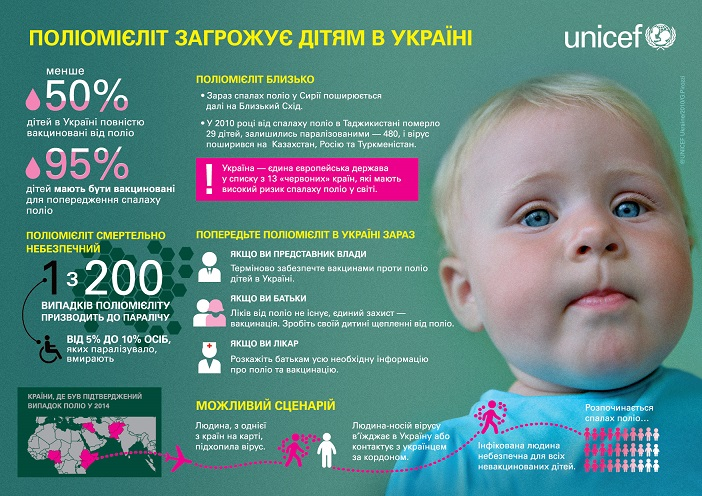 ПОЛІОМІЄЛІТ ЗАГРОЖУЄ ДІТЯМ В УКРАЇНІ
unicef
менше
50%
дітей в Україні повністю
вакциновані від поліо
95%
дітей мають бути вакциновані
для попередження спалаху
поліо
ПОЛІОМІЄЛІТ БЛИЗЬКО
• Зараз спалах поліо у Сирії поширюється
далі на Близький Схід.
• У 2010 році від спалаху поліо в Таджикистані померло
29 дітей, залишились паралізованими — 480, і вірус
поширився на Казахстан, Росію та Туркменістан.
! Україна — єдина європейська держава
у списку з 13 «червоних» країн, які мають
високий ризик спалаху поліо у світі.
ПОЛІОМІЄЛІТ СМЕРТЕЛЬНО
НЕБЕЗПЕЧНИЙ
1 з 200
ВИПАДКІВ ПОЛІОМІЄЛІТУ
ПРИЗВОДИТЬ ДО ПАРАЛІЧУ
ВІД 5% ДО 10% ОСІБ,
яких паралізувало,
вмирають
ПОПЕРЕДЬТЕ ПОЛІОМІЄЛІТ В УКРАЇНІ ЗАРАЗ
ЯКЩО ВИ ПРЕДСТАВНИК ВЛАДИ
Терміново забезпечте вакцинами проти поліо
дітей в Україні.
ЯКЩО ВИ БАТЬКИ
Ліків від поліо не існує, єдиний захист —
вакцинація. Зробіть своїй дитині щепленні від поліо.
ЯКЩО ВИ ЛІКАР
Розкажіть батькам усю необхідну інформацію
про поліо та вакцинацію.
КРАЇНИ, ДЕ БУВ ПІДТВЕРДЖЕНИЙ
ВИПАДОК ПОЛІО У 2014
МОЖЛИВИЙ СЦЕНАРІЙ
Людина, з однієї
з країн на карті,
підхопила вірус.
Людина-носій вірусу
в'їжджає в Україну або
контактує з українцем
за кордоном.
Інфікована людина
небезпечна для всіх
невакцинованих дітей.
Розпочинається
спалах поліо...